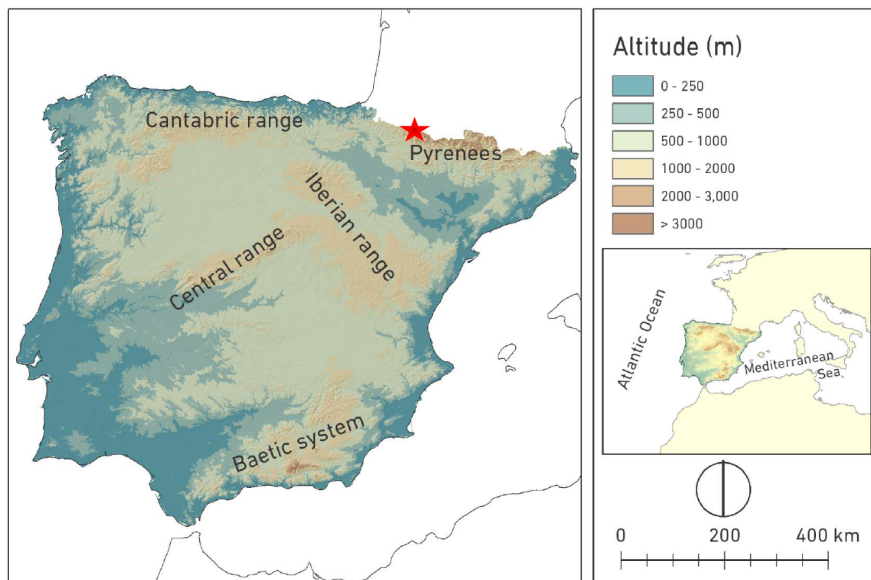 Cantabric range
Pyrenees
Iberian range
Central range
Baetic system
Altitude (m)
0 - 250
250 - 500
500 - 1000
1000 - 2000
2000 - 3,000
> 3000
Atlantic Ocean
Mediterranean
Sea
0 200 400 km